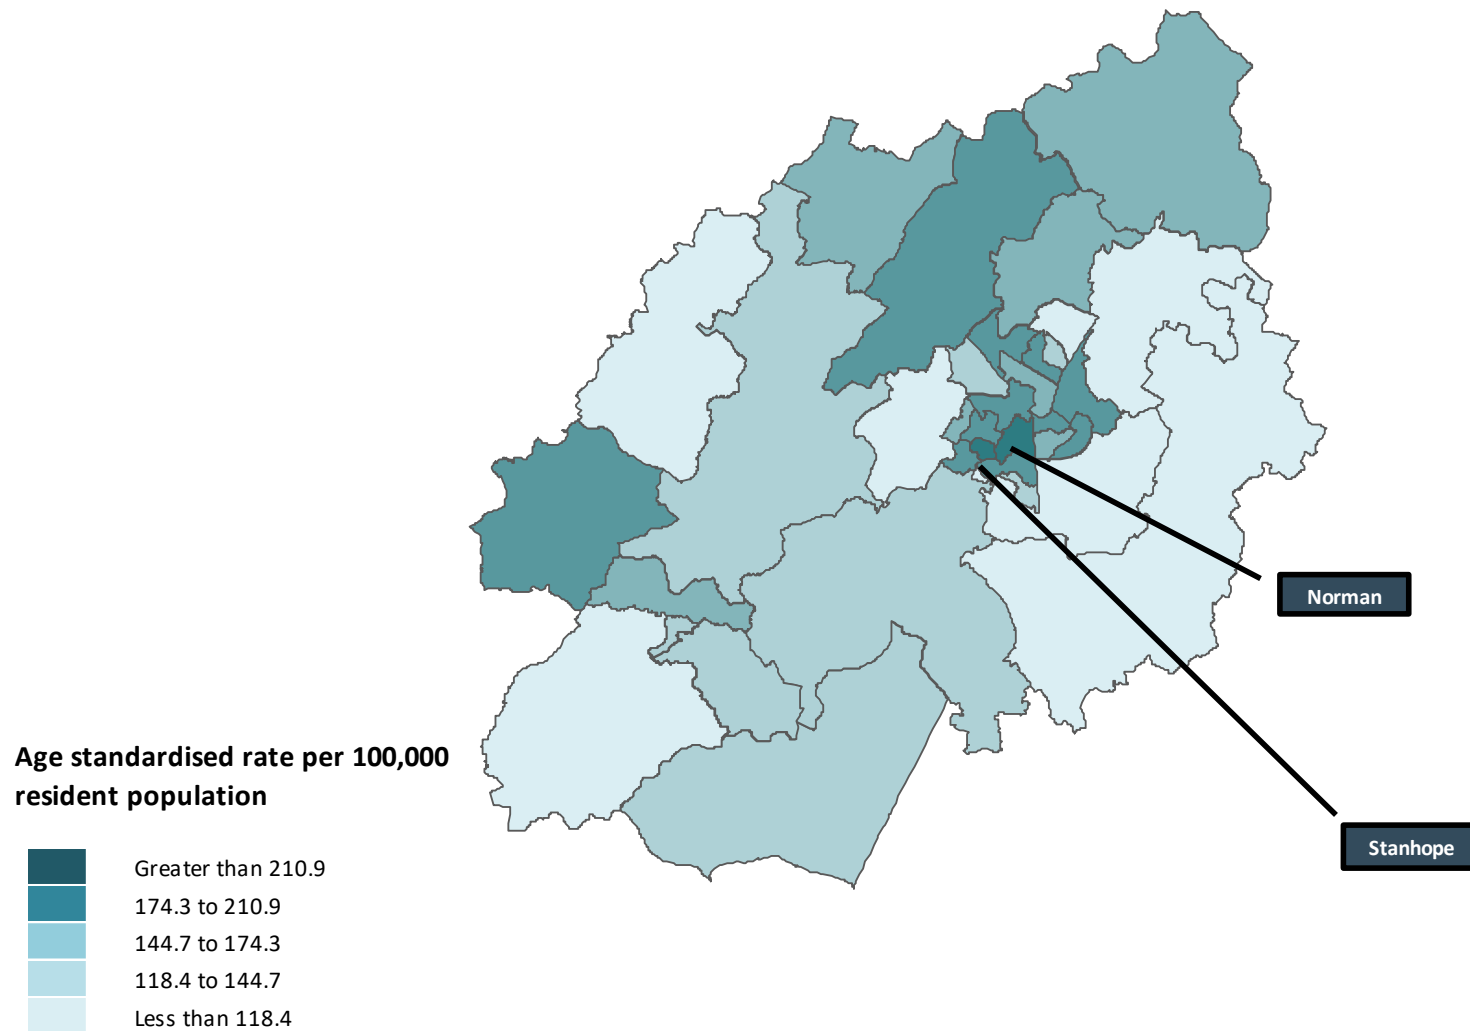 Norman
Stanhope
Age standardised rate per 100,000
resident population
Greater than 210.9
174.3 to 210.9
144.7 to 174.3
118.4 to 144.7
Less than 118.4